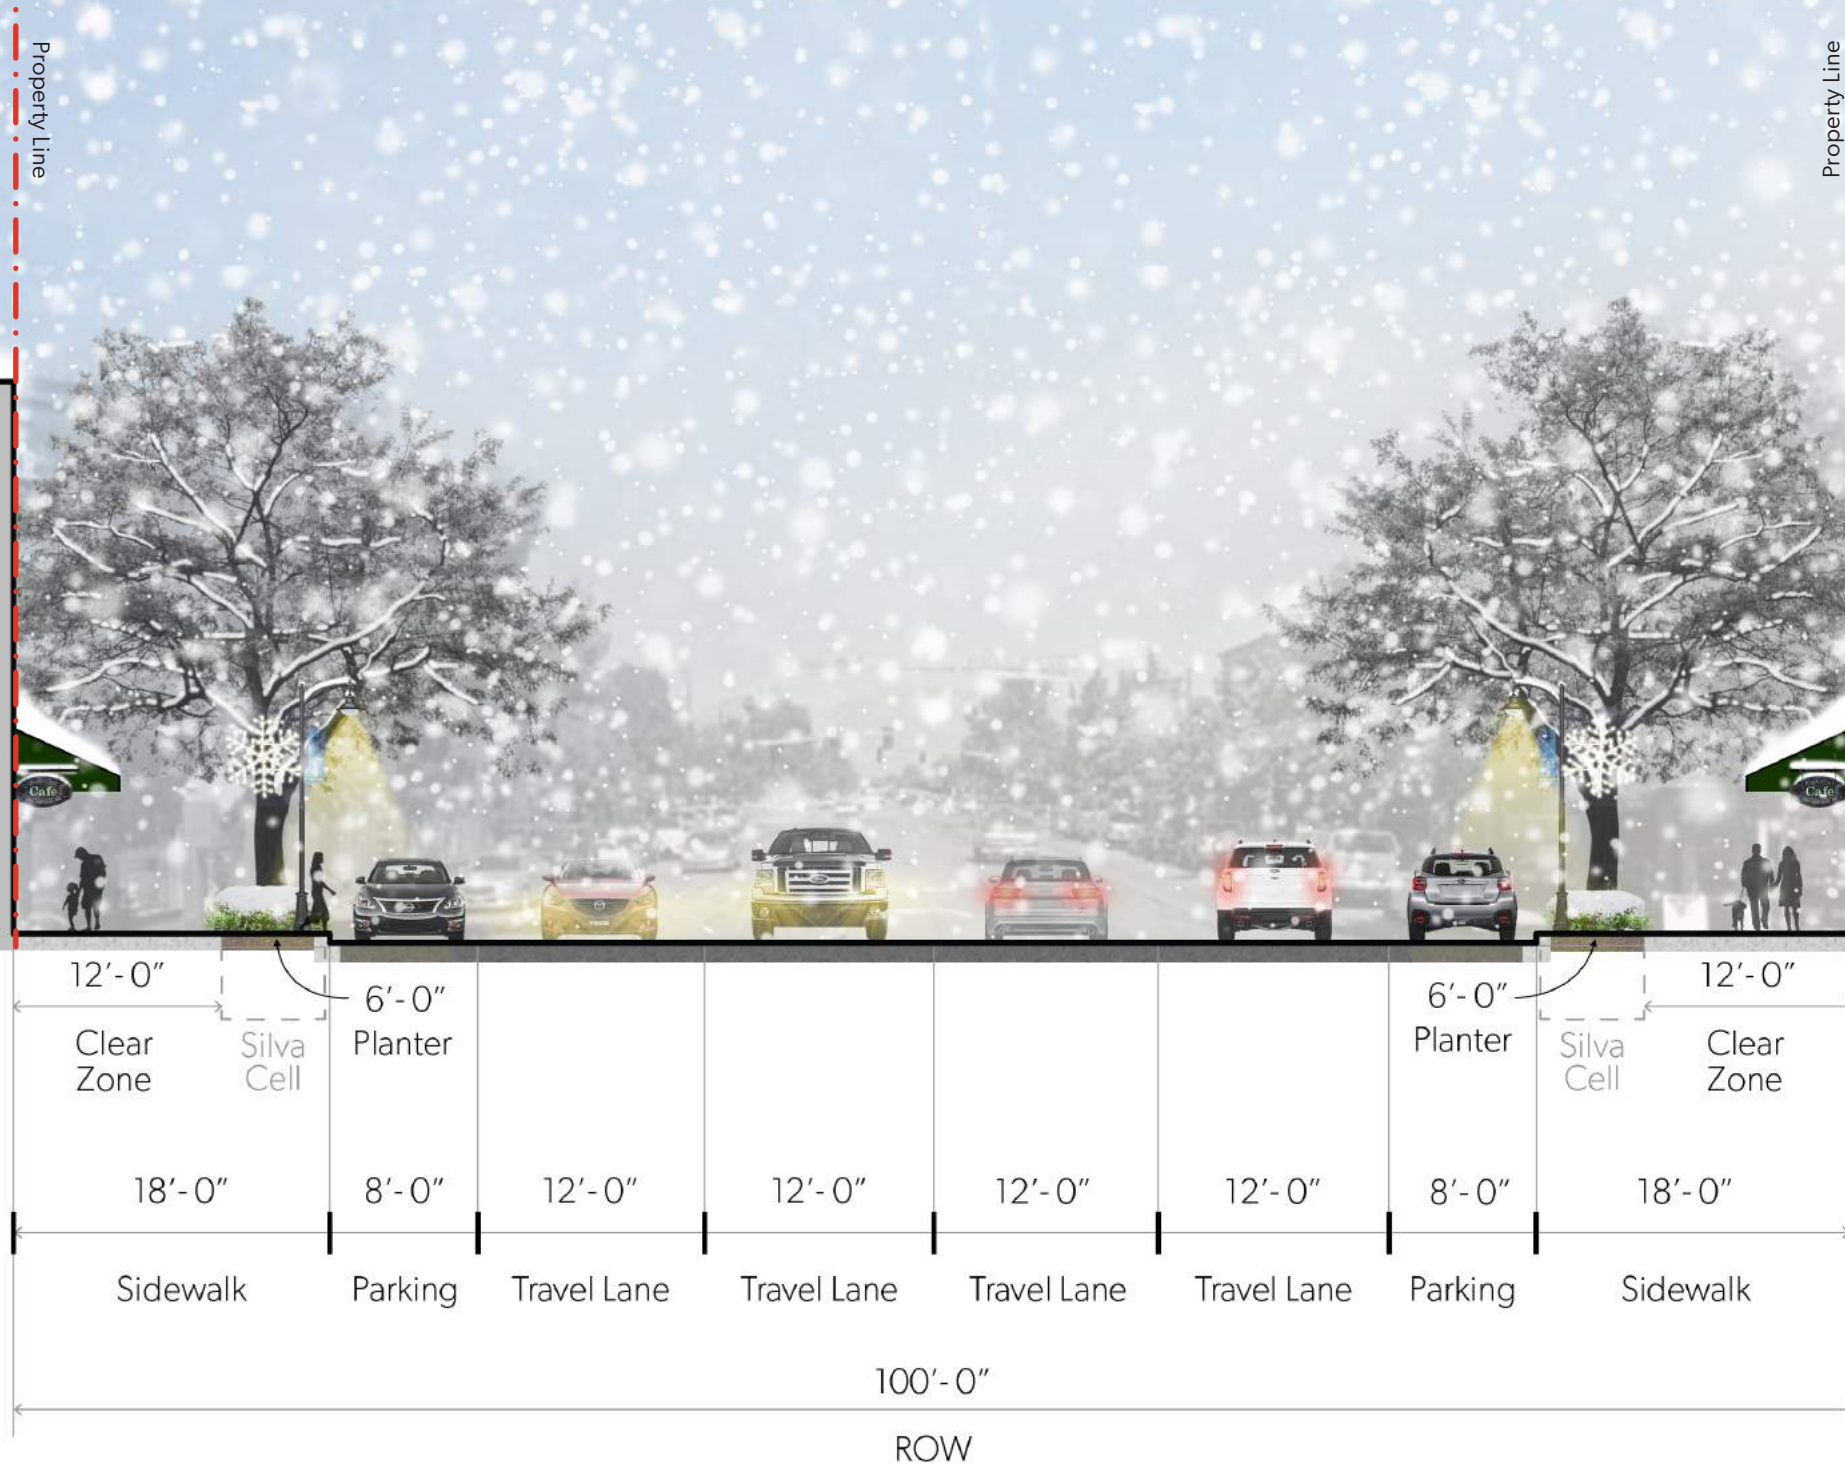 Property Line
Property Line
Cafe
Cafe
12'-0"
12'-0"
6'-0"
Planter
6'-0"
Planter
Clear
Zone
Silva
Cell
Silva
Cell
Clear
Zone
18'-0"
8'-0"
12'-0"
12'-0"
12'-0"
12'-0"
8'-0"
18'-0"
Sidewalk
Parking
Travel Lane
Travel Lane
Travel Lane
Travel Lane
Parking
Sidewalk
100'-0"
ROW